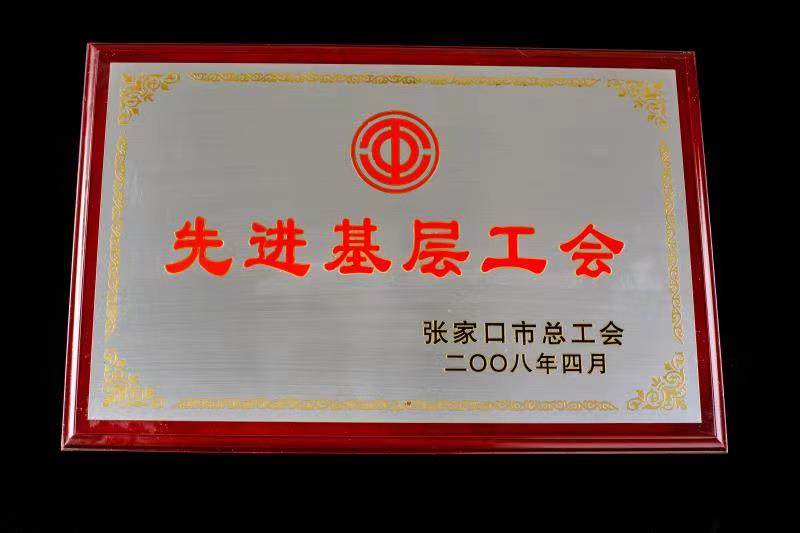 先进基层工会
张家口市总工会
二〇〇八年四月